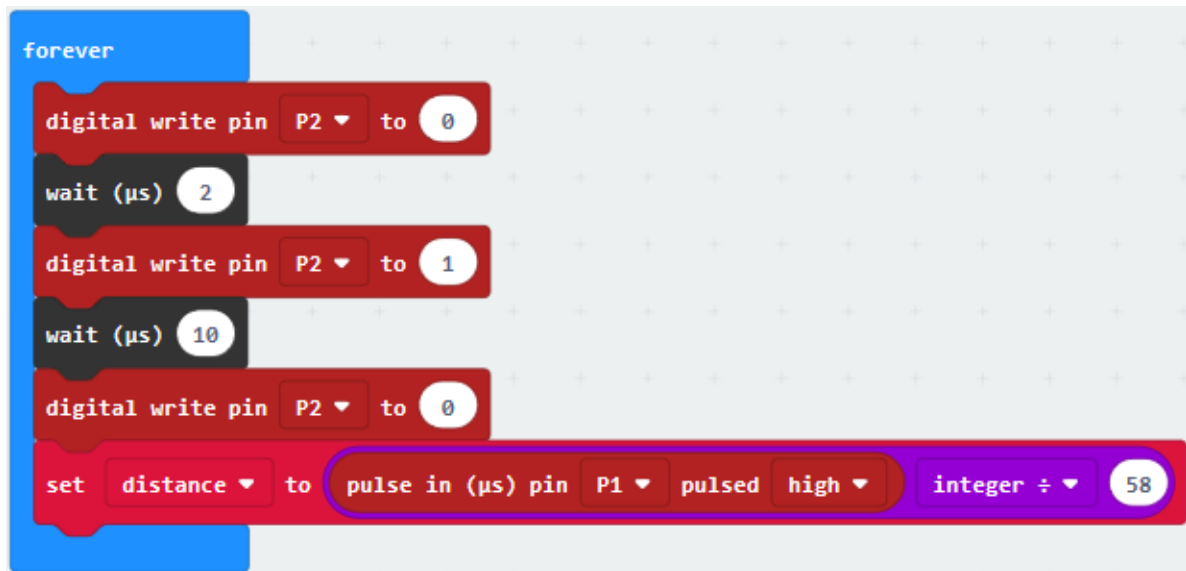 forever
digital write pin P2 to 0
wait (µs) 2
digital write pin P2 to 1
wait (µs) 10
digital write pin P2 to 0
set distance to pulse in (µs) pin P1 pulsed high integer ÷ 58